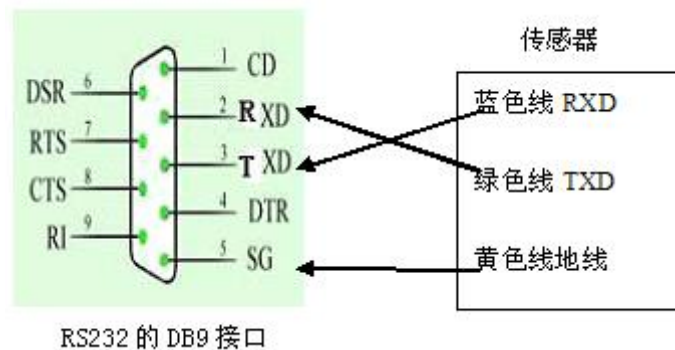 传感器
1 CD
DSR 6
2 RXD
RTS 7
3 TXD
CTS 8
4 DTR
RI 9
5 SG
蓝色线 RXD
绿色线 TXD
黄色线地线
RS232 的 DB9 接口